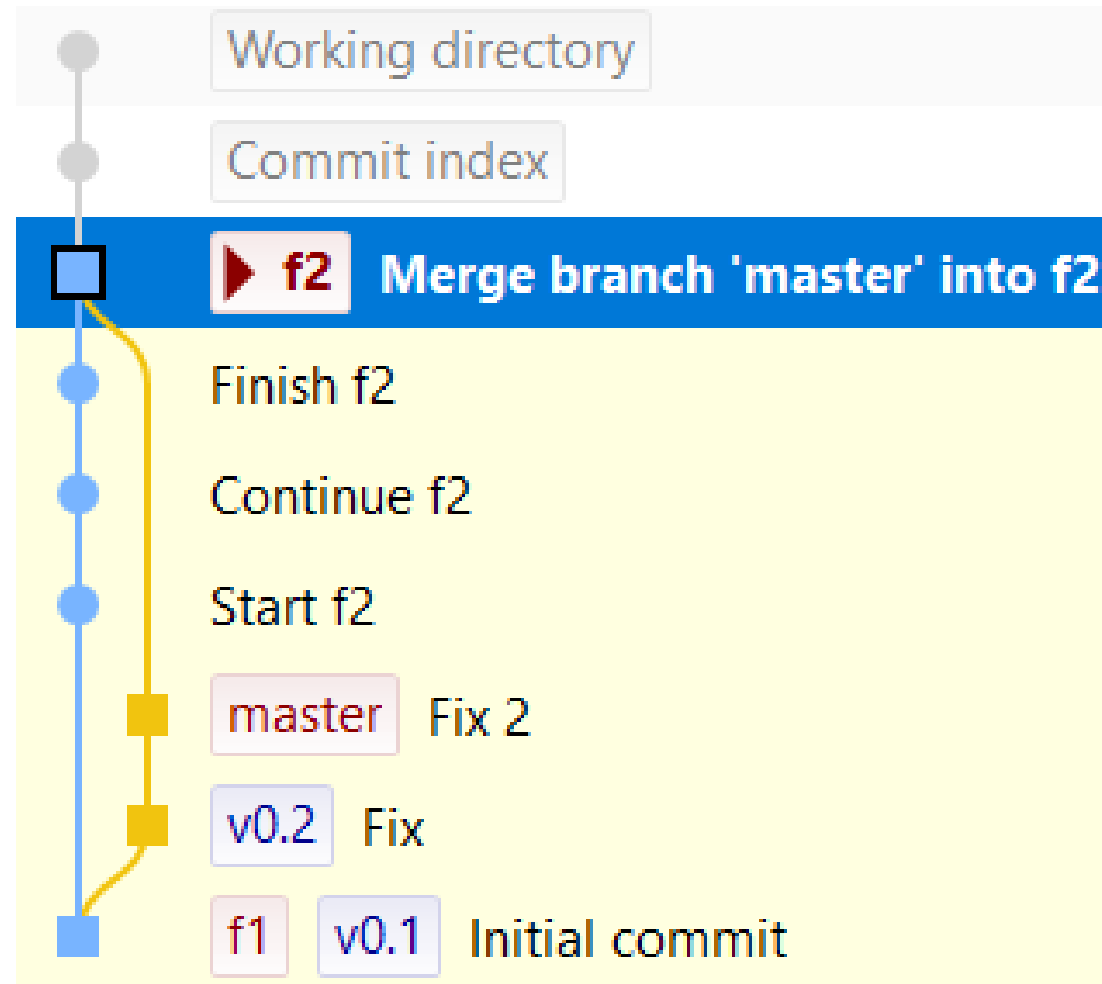 Working directory
Commit index
f2 Merge branch 'master' into f2
Finish f2
Continue f2
Start f2
master Fix 2
v0.2 Fix
f1 v0.1 Initial commit